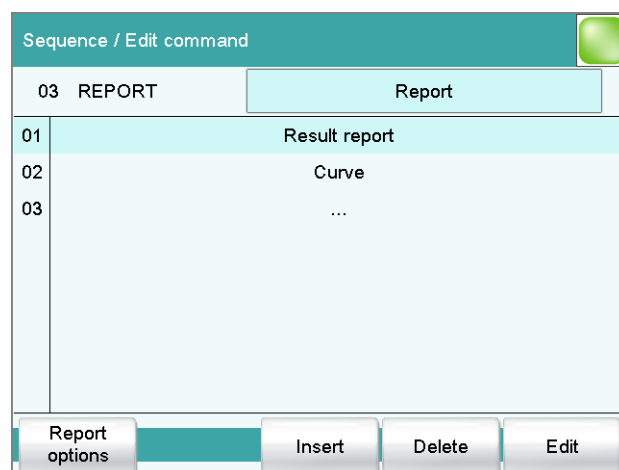 Sequence / Edit command
03 REPORT Report
01 Result report
02 Curve
03 ...
Report
options
Insert Delete Edit